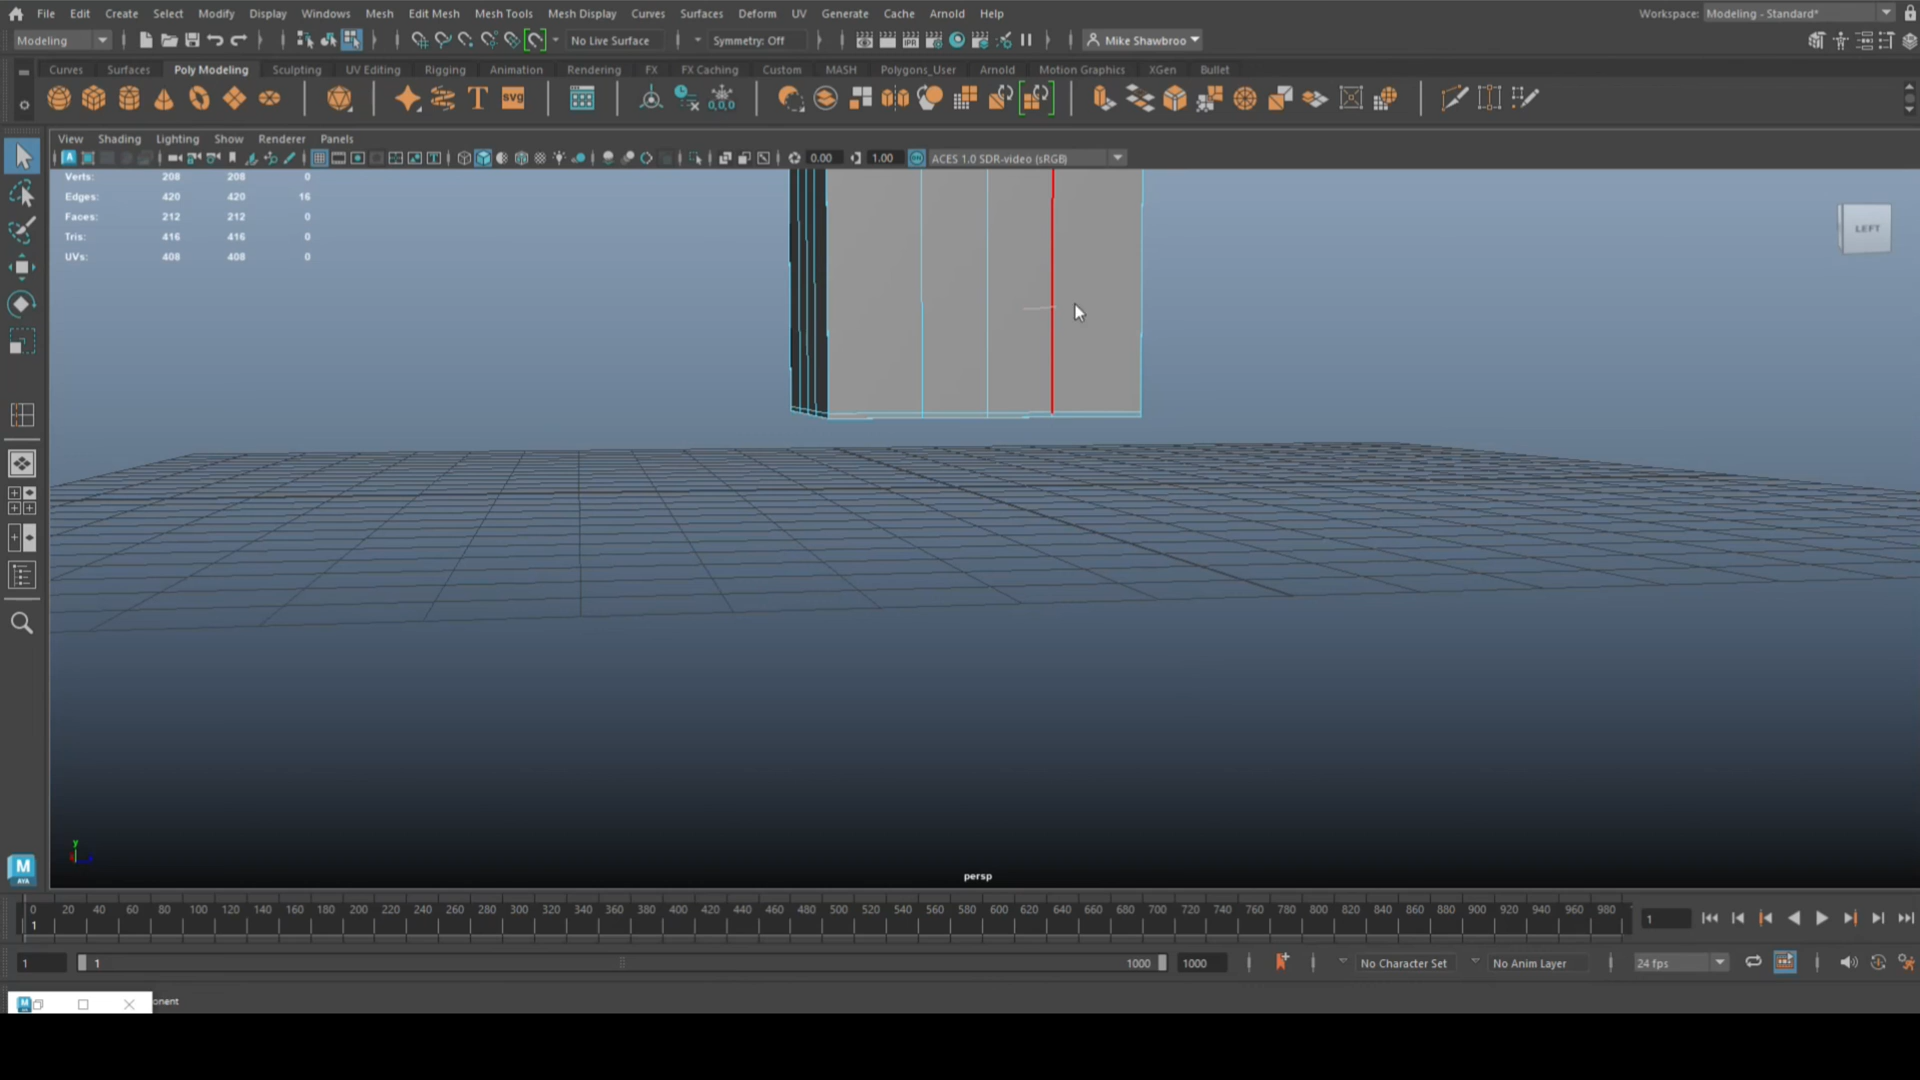 File Edit Create Select Modify Display Windows Mesh Edit Mesh Mesh Tools Mesh Display Curves Surfaces Deform UV Generate Cache Arnold Help Workspace: Modeling - Standard*
Modeling No Live Surface Symmetry: Off IPR Mike Shawbroo
Curves Surfaces Poly Modeling Sculpting UV Editing Rigging Animation Rendering FX FX Caching Custom MASH Polygons_User Arnold Motion Graphics XGen Bullet
T SVG 0,0,0
View Shading Lighting Show Renderer Panels
0.00 1.00 ACES 1.0 SDR-video (sRGB)
Verts: 208 208 0
Edges: 420 420 16
Faces: 212 212 0
Tris: 416 416 0
UVs: 408 408 0
LEFT
y
M
AYA
persp
0 20 40 60 80 100 120 140 160 180 200 220 240 260 280 300 320 340 360 380 400 420 440 460 480 500 520 540 560 580 600 620 640 660 680 700 720 740 760 780 800 820 840 860 880 900 920 940 960 980
1 1
1 1 1000 1000 No Character Set No Anim Layer 24 fps
M onent